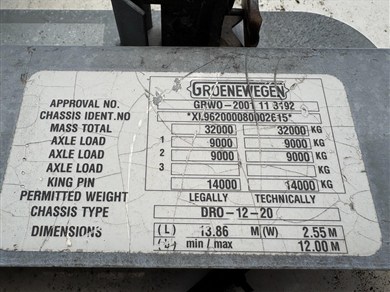 GROENEWEGEN
APPROVAL NO. GRWO-2001 11 3192
CHASSIS IDENT.NO *XL962000080002615*
MASS TOTAL 32000 32000 KG
AXLE LOAD 1 9000 9000 KG
AXLE LOAD 2 9000 9000 KG
AXLE LOAD 3 KG
KING PIN 14000 14000 KG
PERMITTED WEIGHT LEGALLY TECHNICALLY
CHASSIS TYPE DRO-12-20
DIMENSIONS (L) 13.86 M (W) 2.55 M
min / max 12.00 M